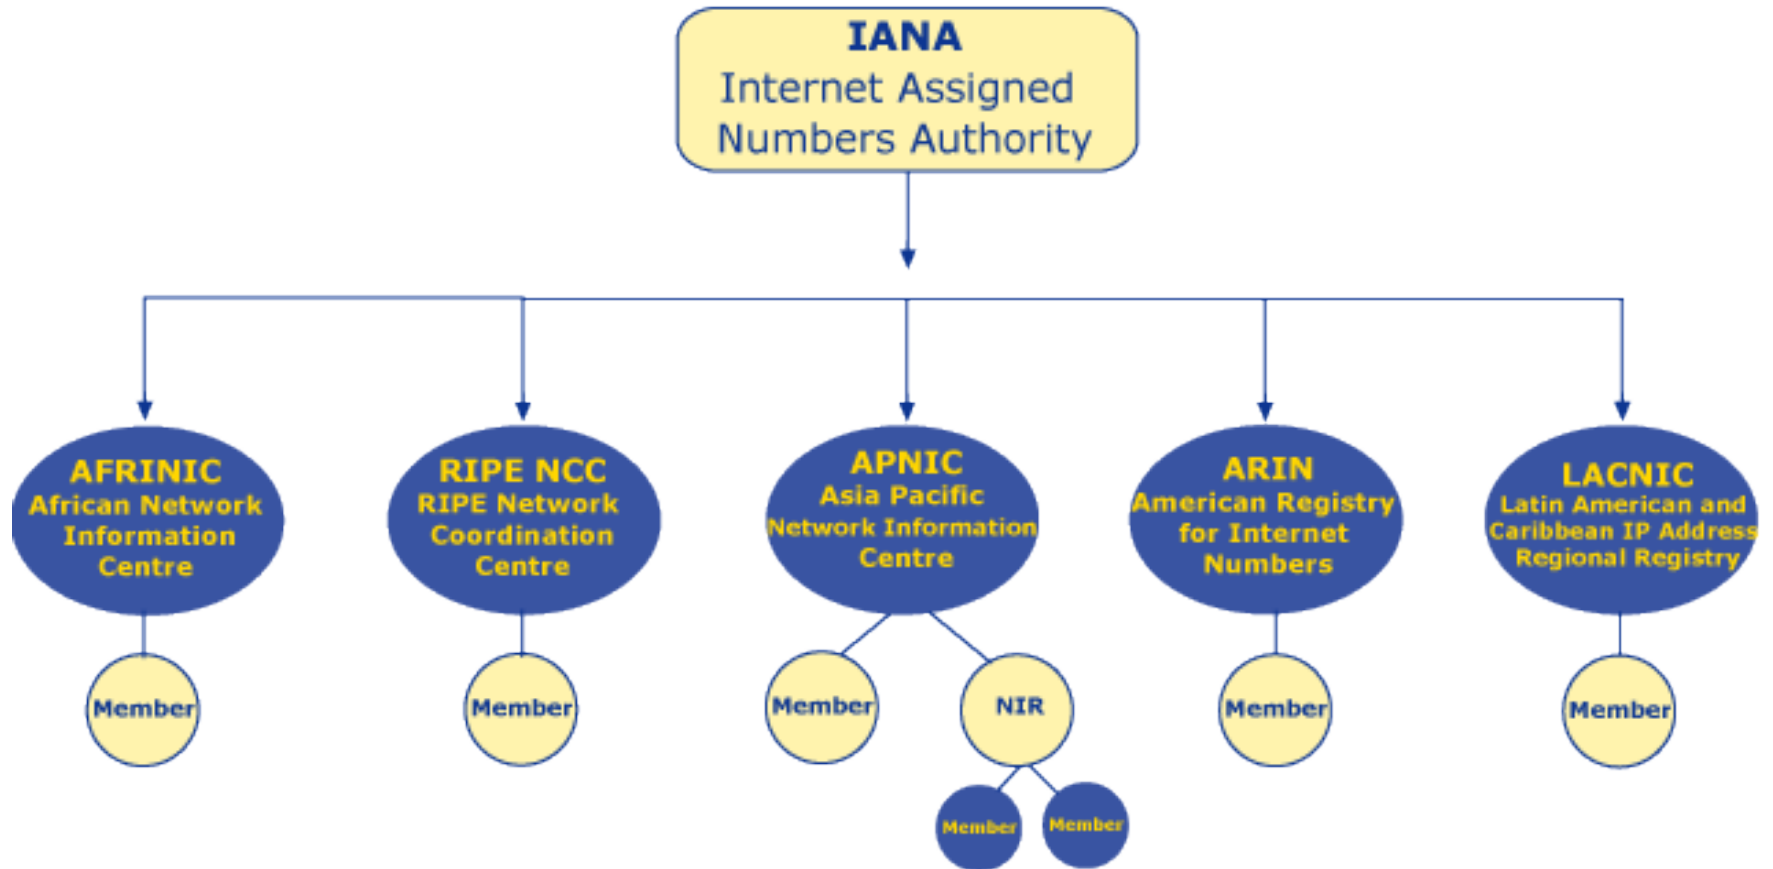 IANA
Internet Assigned
Numbers Authority
AFRINIC
African Network
Information
Centre
RIPE NCC
RIPE Network
Coordination
Centre
APNIC
Asia Pacific
Network Information
Centre
ARIN
American Registry
for Internet
Numbers
LACNIC
Latin American and
Caribbean IP Address
Regional Registry
Member
Member
Member
NIR
Member
Member
Member
Member